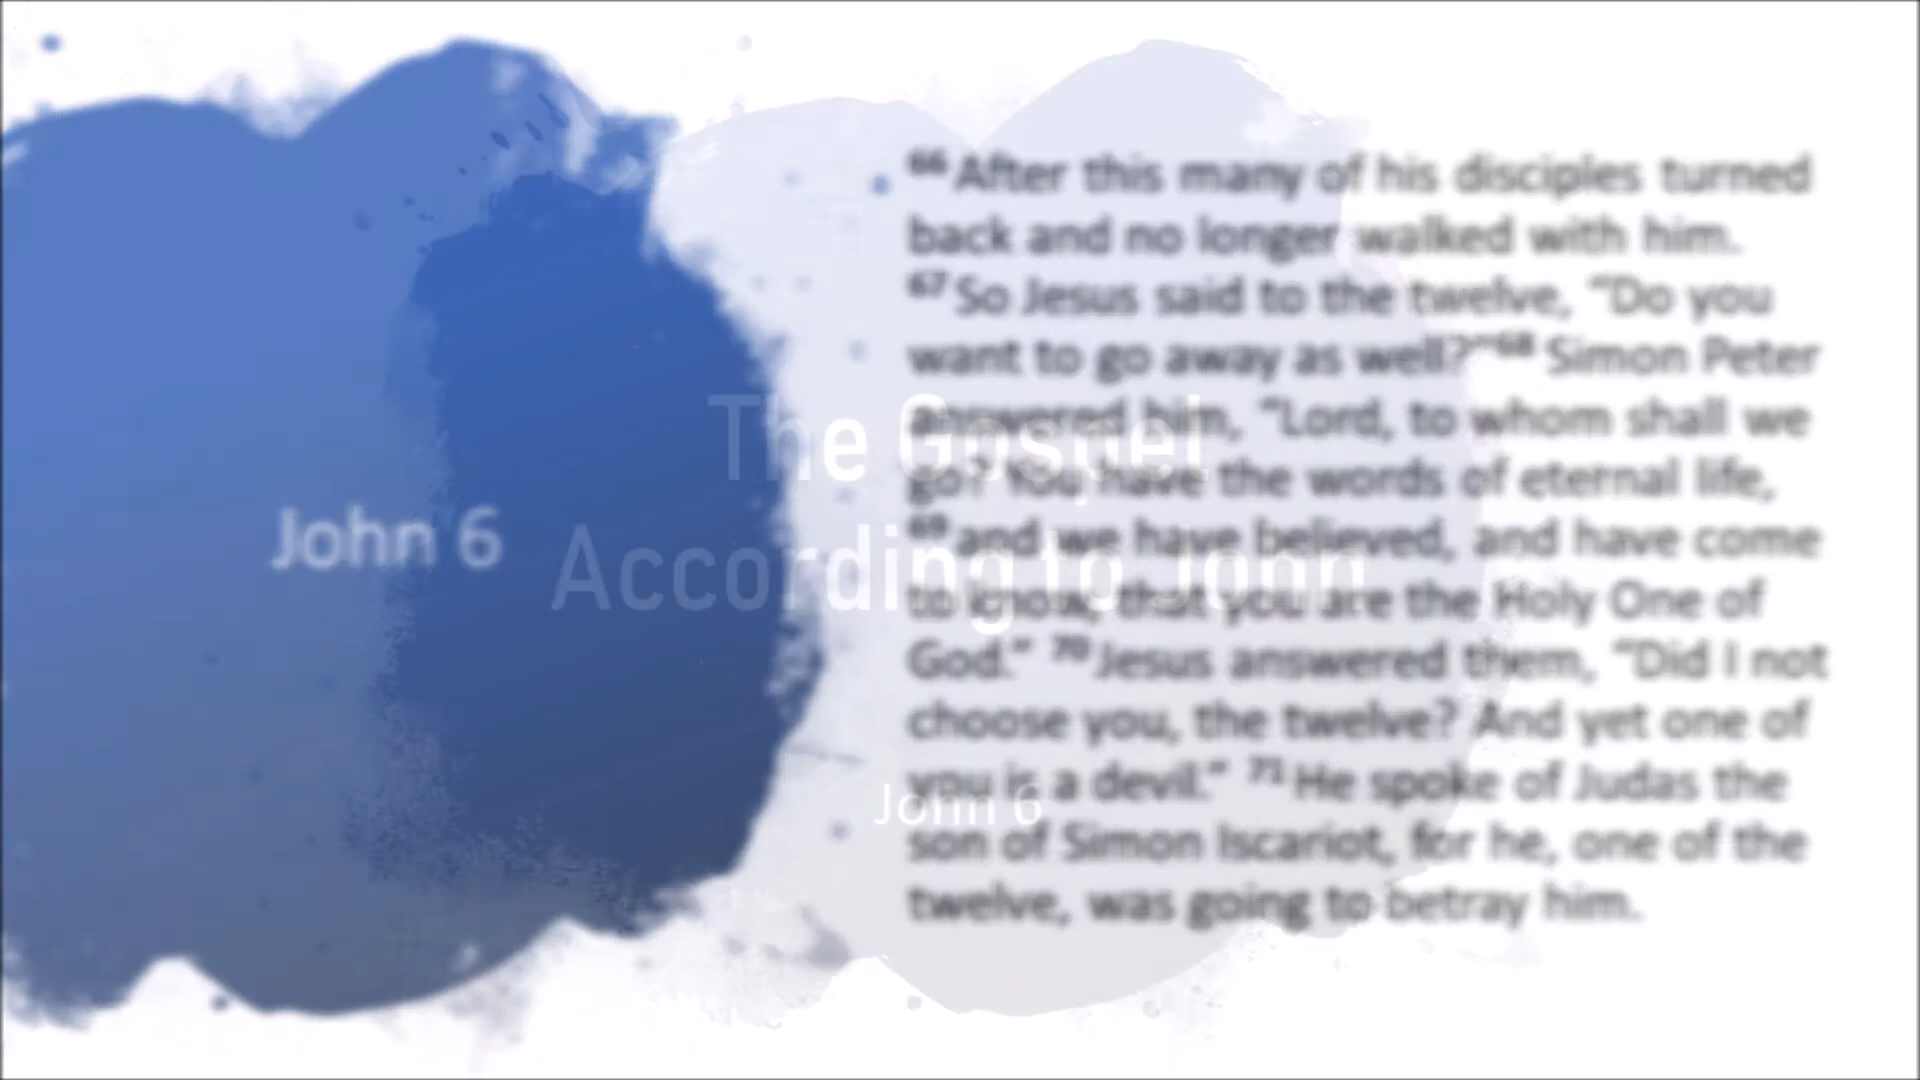 John 6
66 After this many of his disciples turned
back and no longer walked with him.
67 So Jesus said to the twelve, “Do you
want to go away as well?” 68 Simon Peter
answered him, “Lord, to whom shall we
go? You have the words of eternal life,
69 and we have believed, and have come
to know, that you are the Holy One of
God.” 70 Jesus answered them, “Did I not
choose you, the twelve? And yet one of
you is a devil.” 71 He spoke of Judas the
son of Simon Iscariot, for he, one of the
twelve, was going to betray him.
The Gospel
According to John
John 6